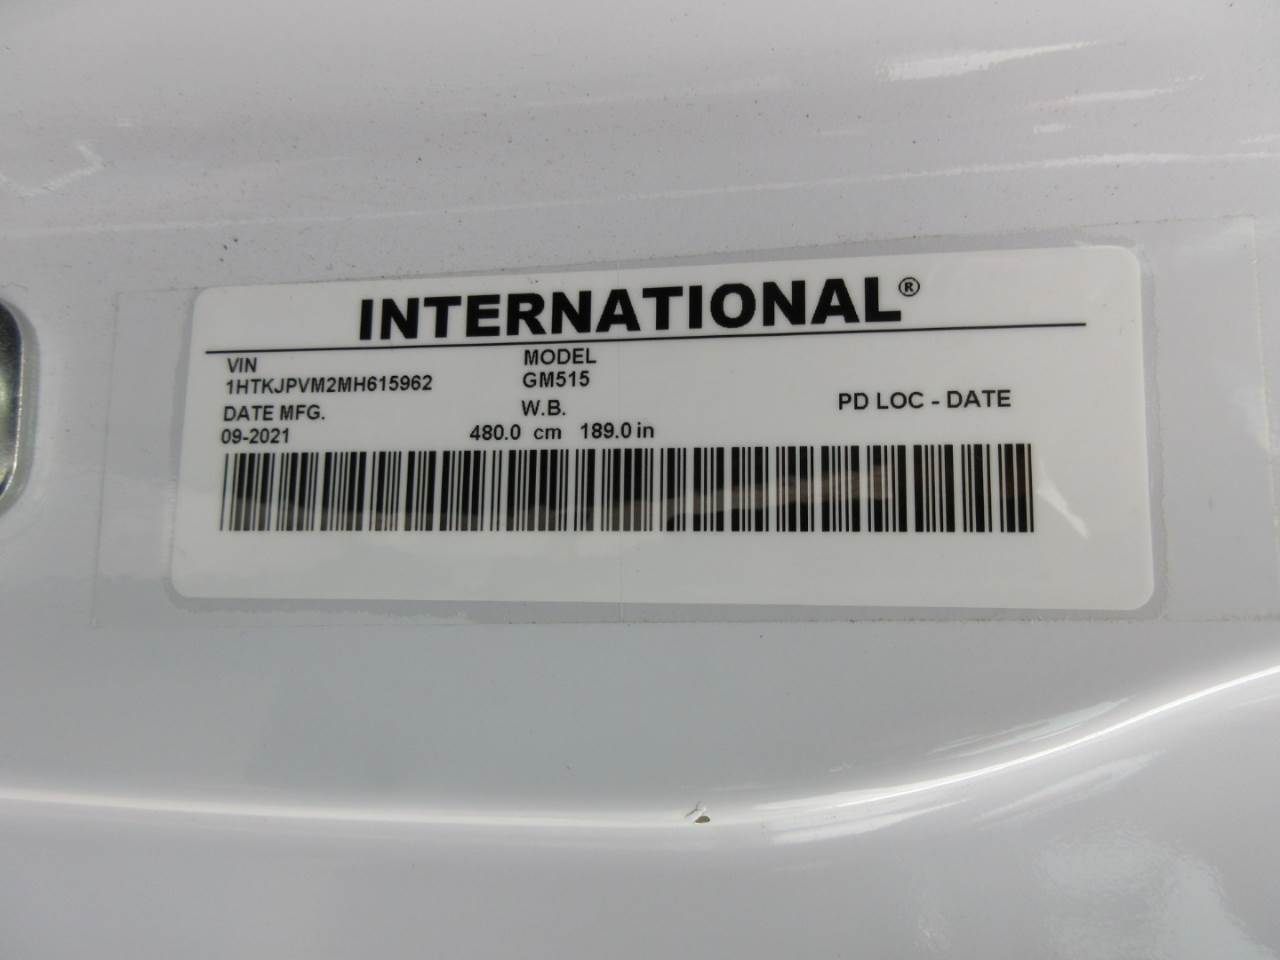 INTERNATIONAL®
VIN
1HTKJPVM2MH615962
MODEL
GM515
DATE MFG.
09-2021
W.B.
480.0 cm 189.0 in
PD LOC - DATE